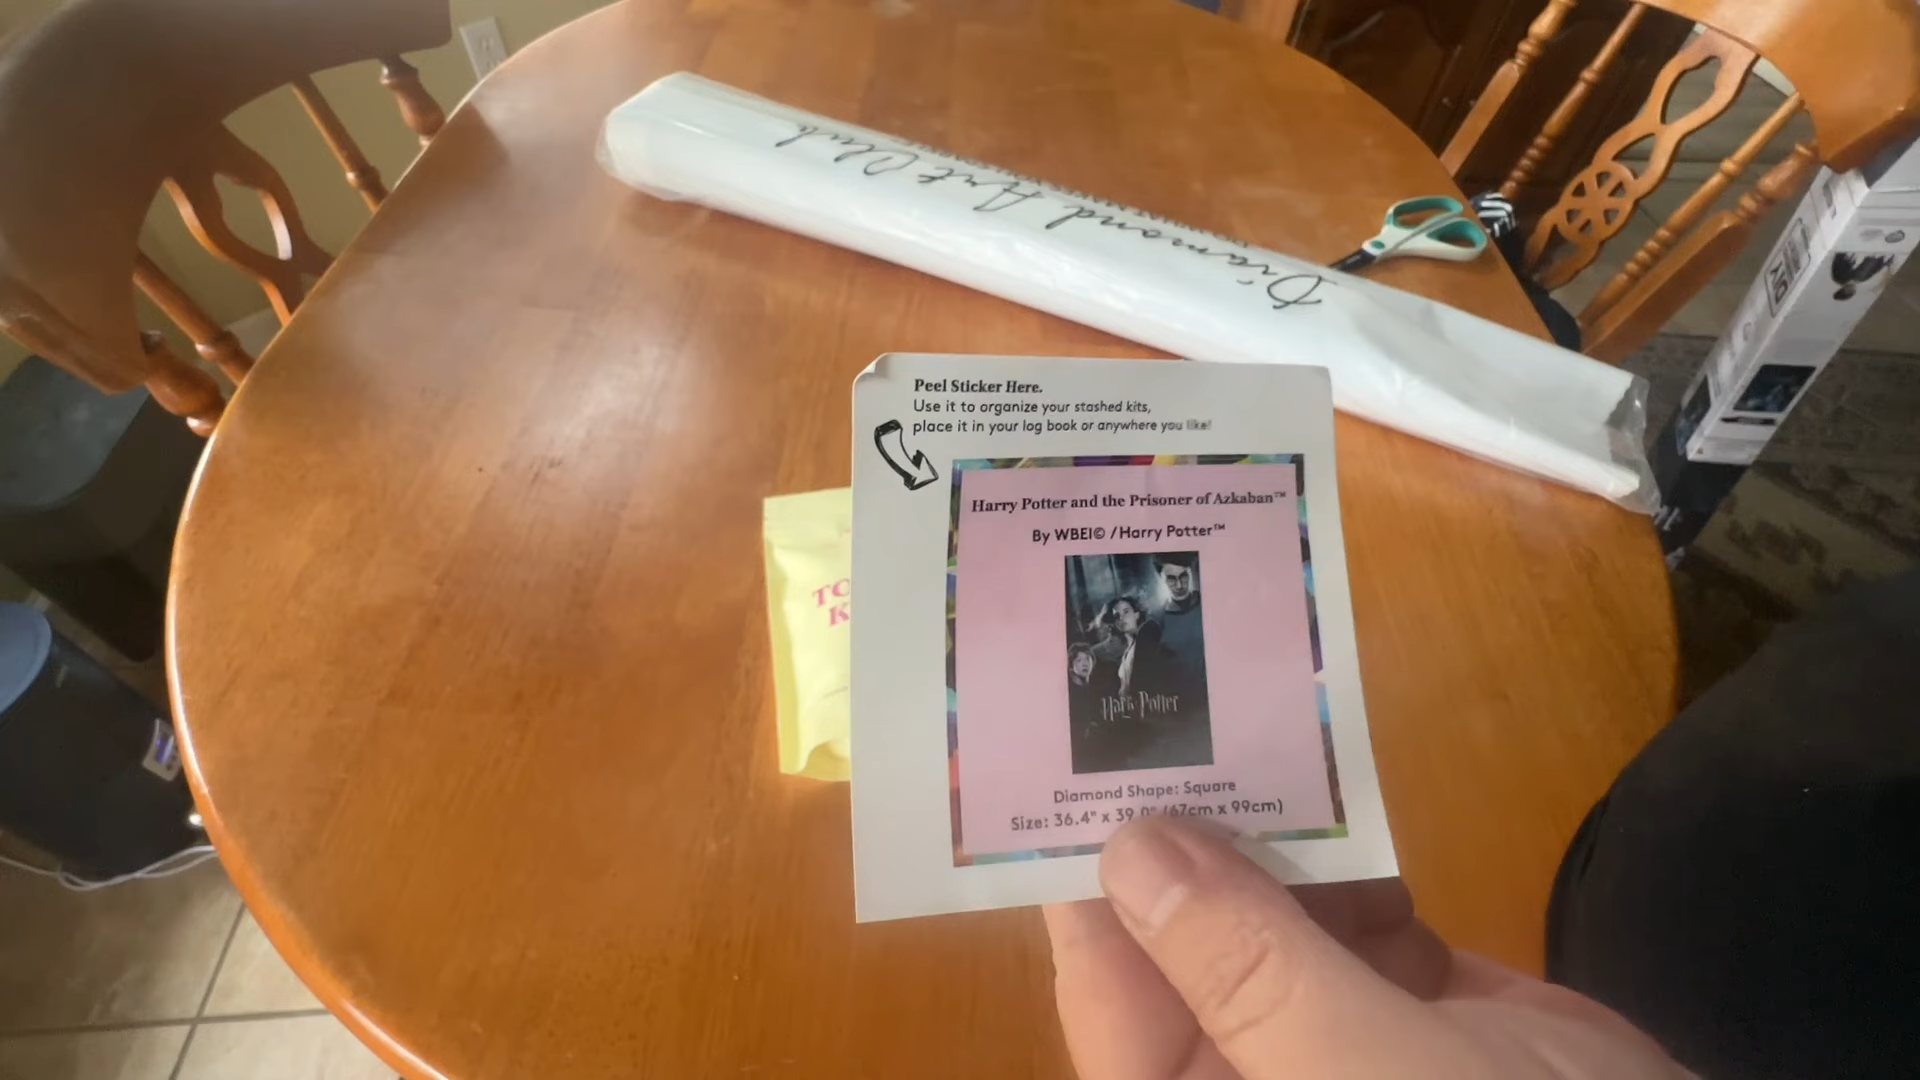 Diamond Art Club
Peel Sticker Here.
Use it to organize your stashed kits,
place it in your log book or anywhere you like!
Harry Potter and the Prisoner of Azkaban™
By WBEI© / Harry Potter™
Harry Potter
Diamond Shape: Square
Size: 36.4" x 39.0" (67cm x 99cm)
TO
K